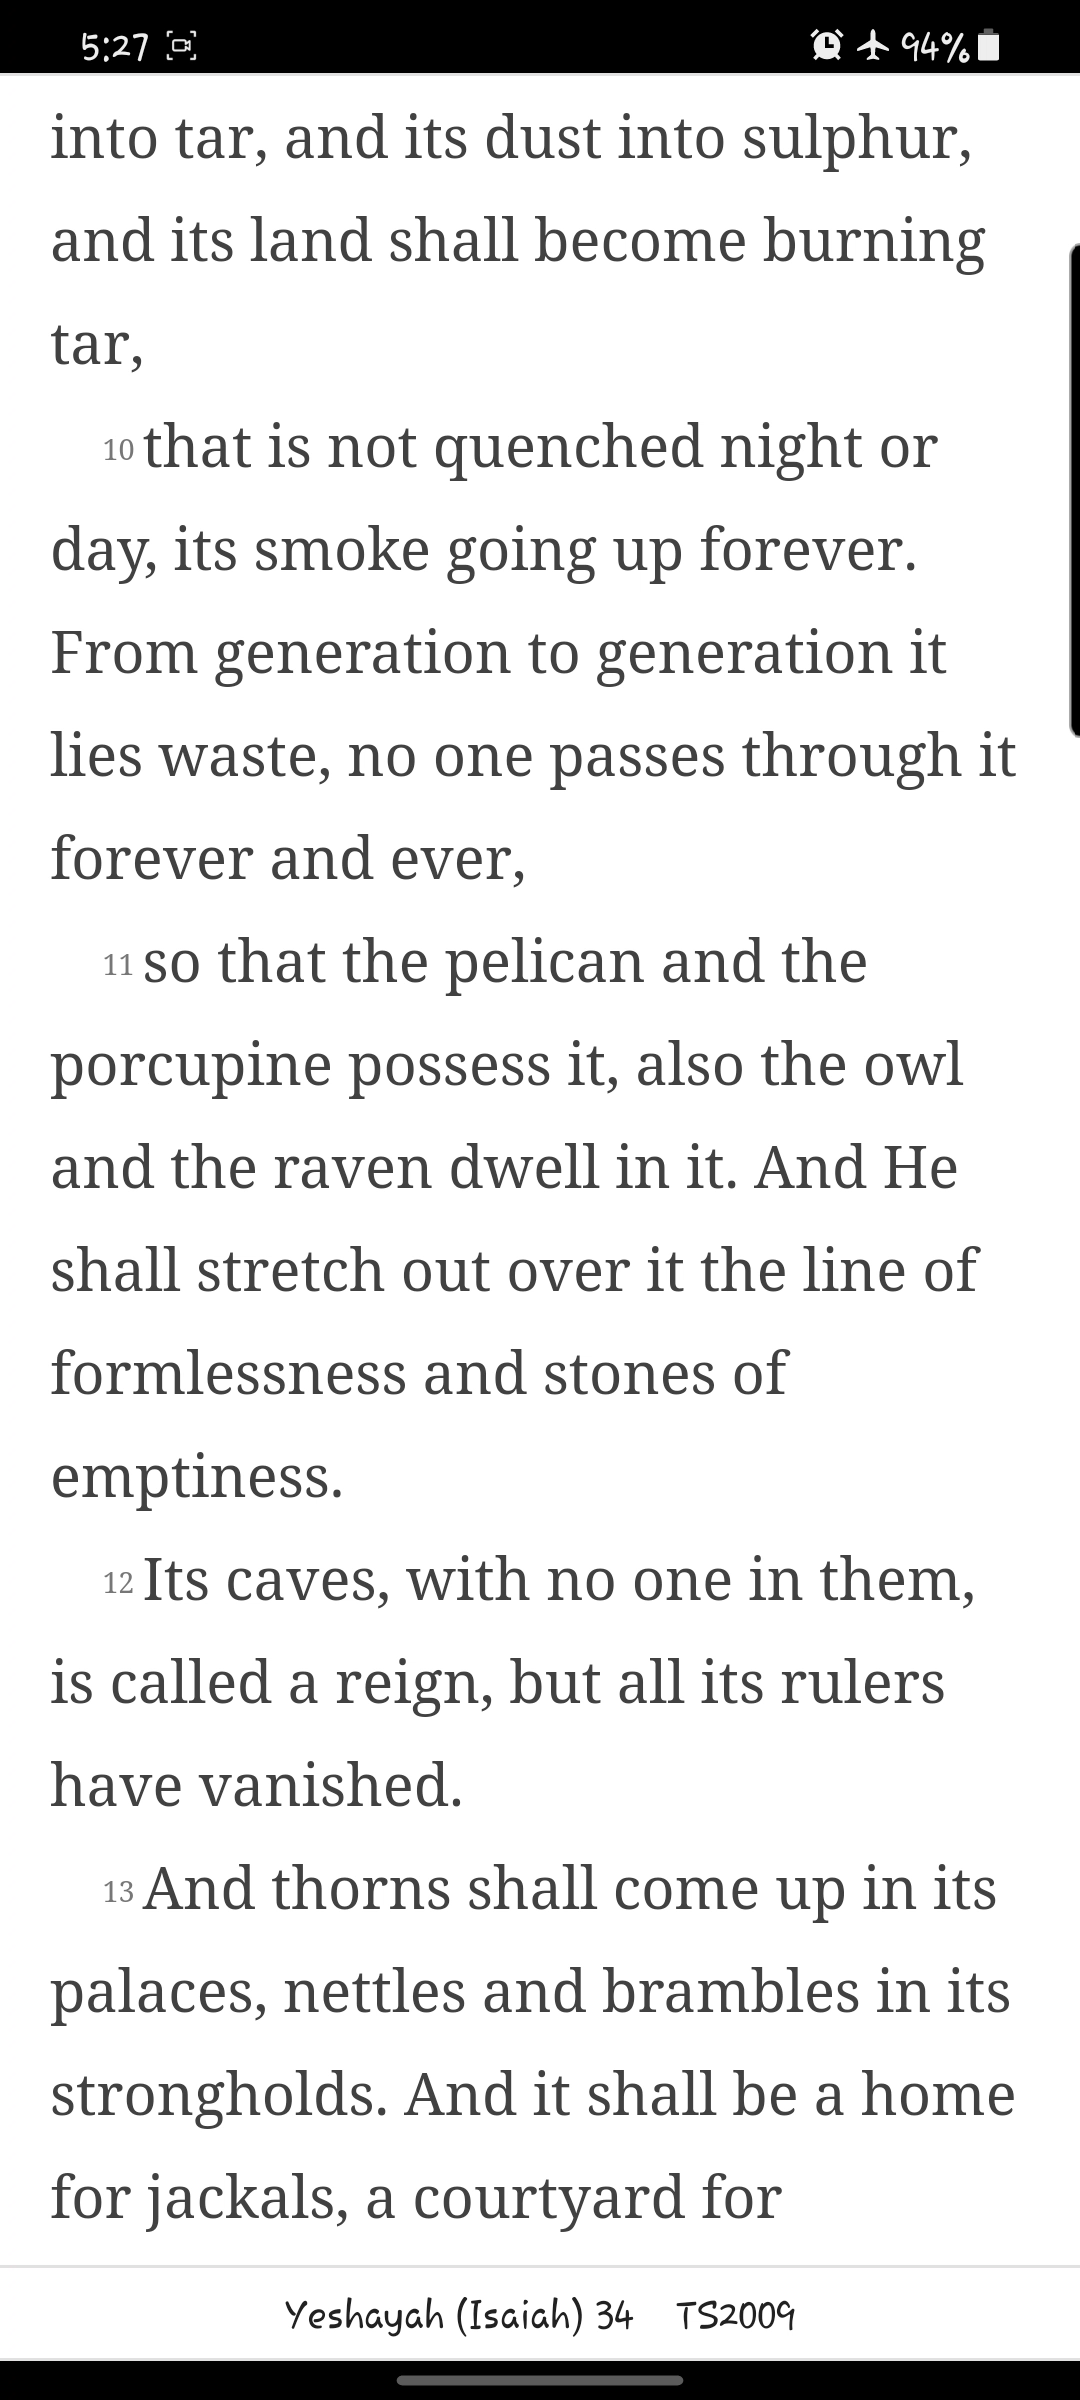 5:27 94%
into tar, and its dust into sulphur,
and its land shall become burning
tar,
10 that is not quenched night or
day, its smoke going up forever.
From generation to generation it
lies waste, no one passes through it
forever and ever,
11 so that the pelican and the
porcupine possess it, also the owl
and the raven dwell in it. And He
shall stretch out over it the line of
formlessness and stones of
emptiness.
12 Its caves, with no one in them,
is called a reign, but all its rulers
have vanished.
13 And thorns shall come up in its
palaces, nettles and brambles in its
strongholds. And it shall be a home
for jackals, a courtyard for
Yeshayah (Isaiah) 34 TS2009